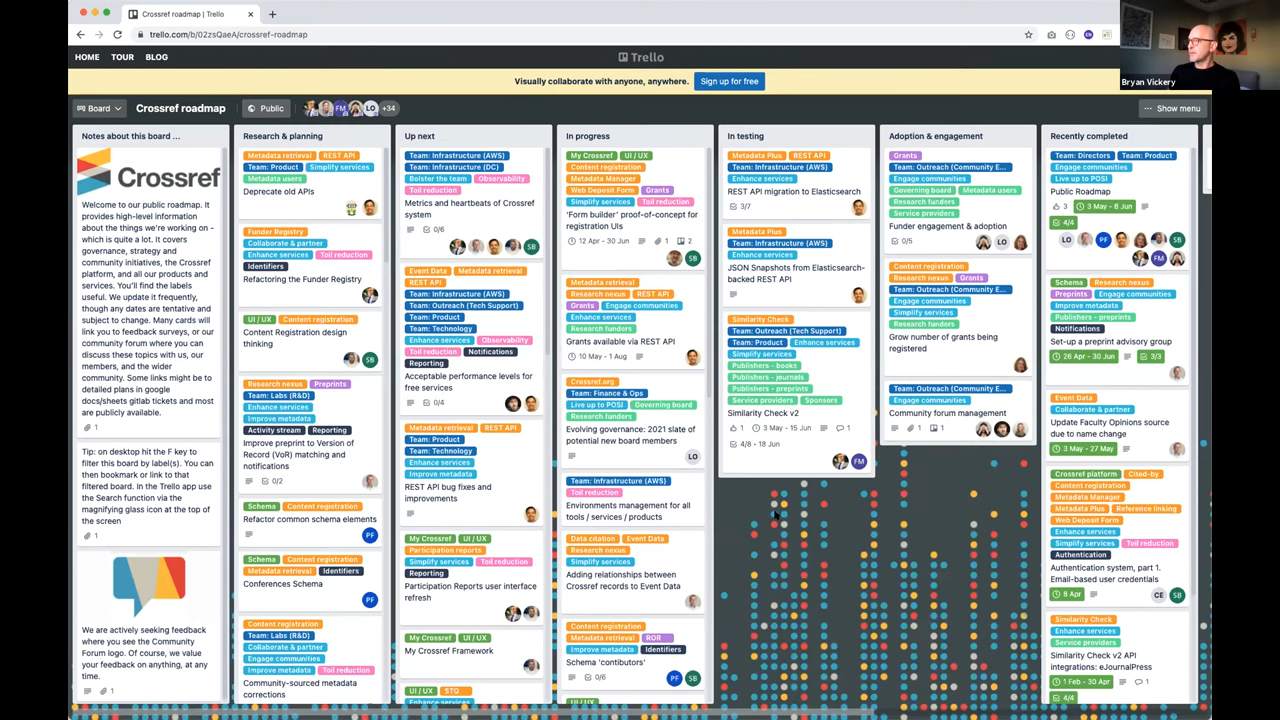 Crossref roadmap | Trello
trello.com/b/02zsQaeA/crossref-roadmap
HOME TOUR BLOG
Trello
Visually collaborate with anyone, anywhere. Sign up for free
Bryan Vickery
Board
Crossref roadmap
Public
FM LO +34
Show menu
Notes about this board ...
Crossref
Welcome to our public roadmap. It
provides high-level information
about the things we're working on -
which is quite a lot. It covers
governance, strategy and
community initiatives, the Crossref
platform, and all our products and
services. You'll find the labels
useful. We update it frequently,
though any dates are tentative and
subject to change. Many cards will
link you to feedback surveys, or our
community forum where you can
discuss these topics with us, our
members, and the wider
community. Some links might be
to detailed plans in google
docs/sheets gitlab tickets and most
are publicly available.
1
Tip: on desktop hit the F key to
filter this board by label(s). You can
then bookmark or link to that
filtered board. In the Trello app use
the Search function via the
magnifying glass icon at the top of
the screen
1
We are actively seeking feedback
where you see the Community
Forum logo. Of course, we value
your feedback on anything, at any
time.
1
Research & planning
Metadata retrieval REST API
Team: Product Simplify services
Metadata users
Deprecate old APIs
Funder Registry
Collaborate & partner
Enhance services Toil reduction
Identifiers
Refactoring the Funder Registry
UI / UX Content registration
Content Registration design
thinking
SB
Research nexus Preprints
Team: Labs (R&D)
Enhance services
Improve metadata
Activity stream Reporting
Improve preprint to Version of
Record (VoR) matching and
notifications
0/2
Schema Content registration
Refactor common schema elements
PF
Schema Content registration
Metadata retrieval Identifiers
Conferences Schema
PF
Content registration
Team: Labs (R&D)
Collaborate & partner
Engage communities
Improve metadata Toil reduction
Community-sourced metadata
corrections
Up next
Team: Infrastructure (AWS)
Team: Infrastructure (DC)
Bolster the team Observability
Toil reduction
Metrics and heartbeats of Crossref
system
0/6
SB
Event Data Metadata retrieval
REST API
Team: Infrastructure (AWS)
Team: Outreach (Tech Support)
Team: Product
Team: Technology
Enhance services Observability
Toil reduction Notifications
Reporting
Acceptable performance levels for
free services
0/4
Metadata retrieval REST API
Team: Product
Team: Technology
Enhance services
Improve metadata
REST API bug fixes and
improvements
My Crossref UI / UX
Participation reports
Simplify services Toil reduction
Reporting
Participation Reports user interface
refresh
My Crossref UI / UX
My Crossref Framework
UI / UX STQ
Enhance services
In progress
My Crossref UI / UX
Content registration
Metadata Manager
Web Deposit Form Grants
Simplify services Toil reduction
'Form builder' proof-of-concept for
registration UIs
12 Apr - 30 Jun 1 2
SB
Metadata retrieval
Research nexus REST API
Grants Engage communities
Enhance services
Research funders
Grants available via REST API
10 May - 1 Aug
Crossref.org
Team: Finance & Ops
Live up to POSI Governing board
Research funders
Evolving governance: 2021 slate of
potential new board members
LO
Team: Infrastructure (AWS)
Toil reduction
Environments management for all
tools / services / products
Data citation Event Data
Research nexus
Simplify services
Adding relationships between
Crossref records to Event Data
Content registration
Metadata retrieval ROR
Improve metadata Identifiers
Schema 'contributors'
0/6
PF SB
UI / UX
In testing
Metadata Plus REST API
Team: Infrastructure (AWS)
Enhance services
REST API migration to Elasticsearch
3/7
Metadata Plus
Team: Infrastructure (AWS)
JSON Snapshots from Elasticsearch-
backed REST API
Similarity Check
Team: Outreach (Tech Support)
Team: Product Enhance services
Simplify services
Publishers - books
Publishers - journals
Publishers - preprints
Service providers Sponsors
Similarity Check v2
1 3 May - 15 Jun 1
4/8 - 18 Jun
FM
Adoption & engagement
Grants
Team: Outreach (Community E...
Engage communities
Governing board Metadata users
Research funders
Service providers
Funder engagement & adoption
0/5
LO
Content registration
Research nexus Grants
Team: Outreach (Community E...
Engage communities
Simplify services
Research funders
Grow number of grants being
registered
Team: Outreach (Community E...
Engage communities
Community forum management
1 1
Recently completed
Team: Directors Team: Product
Engage communities
Live up to POSI
Public Roadmap
3 3 May - 8 Jun
4/4
LO PF SB
FM
Schema Research nexus
Preprints Engage communities
Improve metadata
Publishers - preprints
Notifications
Set-up a preprint advisory group
26 Apr - 30 Jun 3/3
Event Data
Collaborate & partner
Update Faculty Opinions source
due to name change
3 May - 27 May
Crossref platform Cited-by
Content registration
Metadata Manager
Metadata Plus Reference linking
Web Deposit Form
Enhance services
Simplify services Toil reduction
Authentication
Authentication system, part 1.
Email-based user credentials
8 Apr
CE SB
Similarity Check
Enhance services
Service providers
Similarity Check v2 API
integrations: eJournalPress
1 Feb - 30 Apr 1
4/4